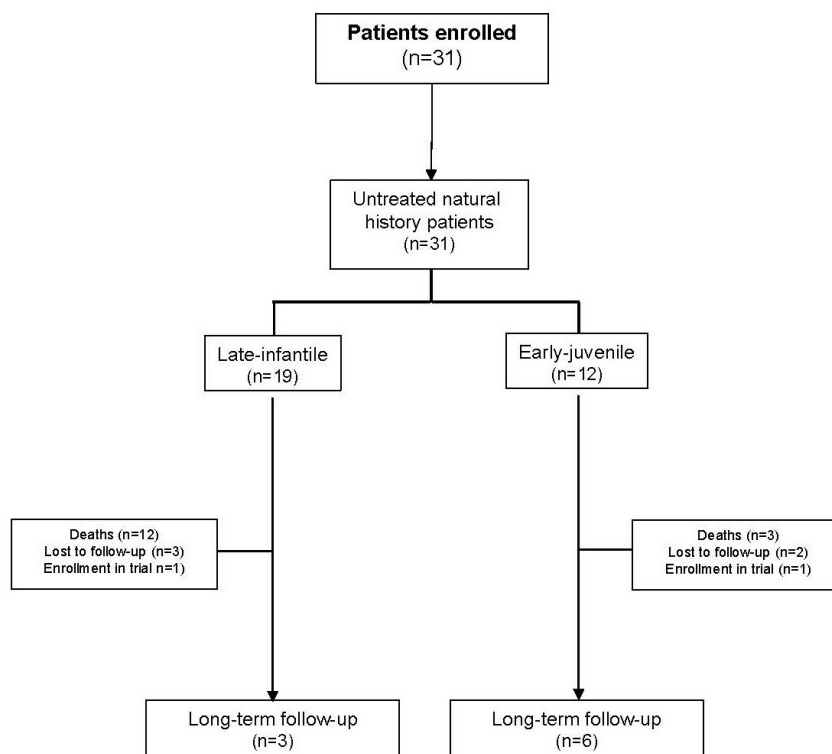 Patients enrolled
(n=31)
Untreated natural
history patients
(n=31)
Late-infantile
(n=19)
Early-juvenile
(n=12)
Deaths (n=12)
Lost to follow-up (n=3)
Enrollment in trial n=1)
Deaths (n=3)
Lost to follow-up (n=2)
Enrollment in trial (n=1)
Long-term follow-up
(n=3)
Long-term follow-up
(n=6)